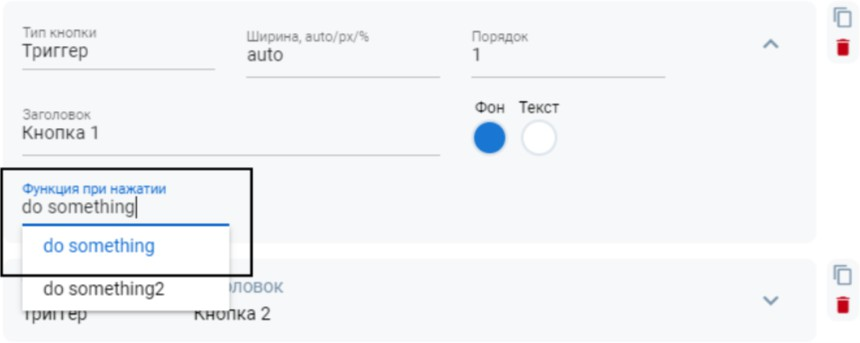 Тип кнопки
Триггер
Ширина, auto/px/%
auto
Порядок
1
Заголовок
Кнопка 1
Фон Текст
Функция при нажатии
do something
do something
do something2
ловок
Триггер
Кнопка 2